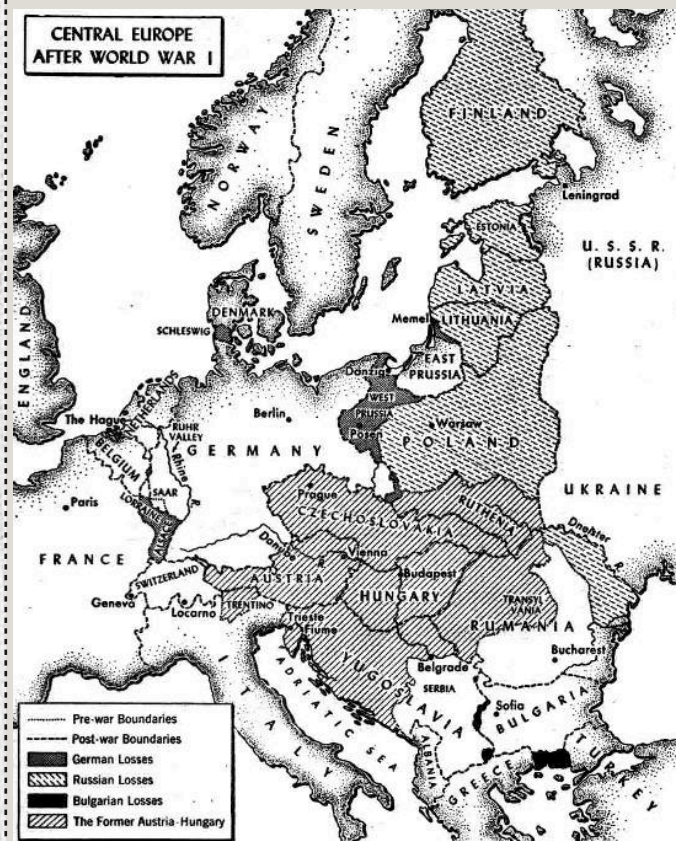 CENTRAL EUROPE
AFTER WORLD WAR I
FINLAND
NORWAY
SWEDEN
Leningrad
ESTONIA
U. S. S. R.
(RUSSIA)
LATVIA
DENMARK
Memel
LITHUANIA
SCHLESWIG
ENGLAND
EAST
PRUSSIA
Danzig
WEST
PRUSSIA
NETHERLANDS
The Hague
Berlin
RUHR
VALLEY
Posen
Warsaw
GERMANY
POLAND
BELGIUM
Rhine R.
SAAR
Paris
LORRAINE
ALSACE
Prague
CZECHOSLOVAKIA
RUTHENIA
UKRAINE
Dneister R.
FRANCE
Danube R.
Vienna
SWITZERLAND
AUSTRIA
Budapest
HUNGARY
TRANSYL
VANIA
Geneva
Locarno
TRENTINO
Trieste
Fiume
RUMANIA
ITALY
YUGOSLAVIA
Belgrade
Bucharest
SERBIA
ADRIATIC SEA
Sofia
BULGARIA
ALBANIA
GREECE
TURKEY
Pre-war Boundaries
Post-war Boundaries
German Losses
Russian Losses
Bulgarian Losses
The Former Austria-Hungary